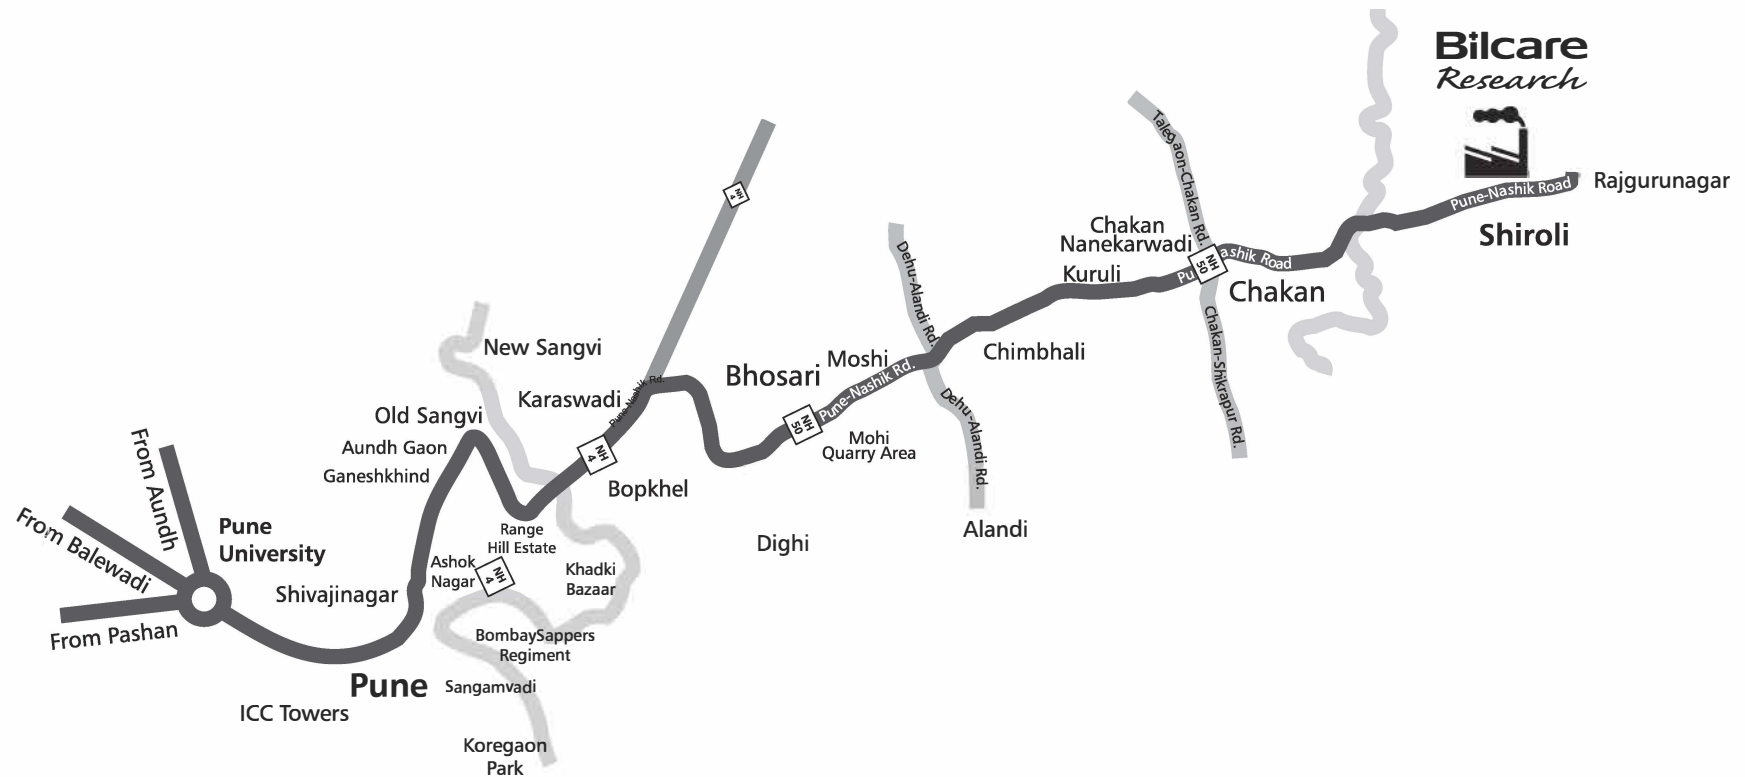 Bilcare
Research
Rajgurunagar
Pune-Nashik Road
Shiroli
Talegaon-Chakan Rd.
Chakan
Nanekarwadi
Kuruli
Pu
NH
50
ashik Road
Chakan
Chakan-Shikrapur Rd.
NH
4
Dehu-Alandi Rd.
Chimbhali
Moshi
Bhosari
Pune-Nashik Rd.
NH
50
Mohi
Quarry Area
Dehu-Alandi Rd.
Alandi
Dighi
New Sangvi
Karaswadi
Pune-Nashik Rd.
Old Sangvi
Aundh Gaon
Ganeshkhind
NH
4
Bopkhel
Range
Hill Estate
Ashok
Nagar
NH
4
Khadki
Bazaar
From Aundh
From Balewadi
From Pashan
Pune
University
Shivajinagar
BombaySappers
Regiment
Pune
Sangamvadi
ICC Towers
Koregaon
Park